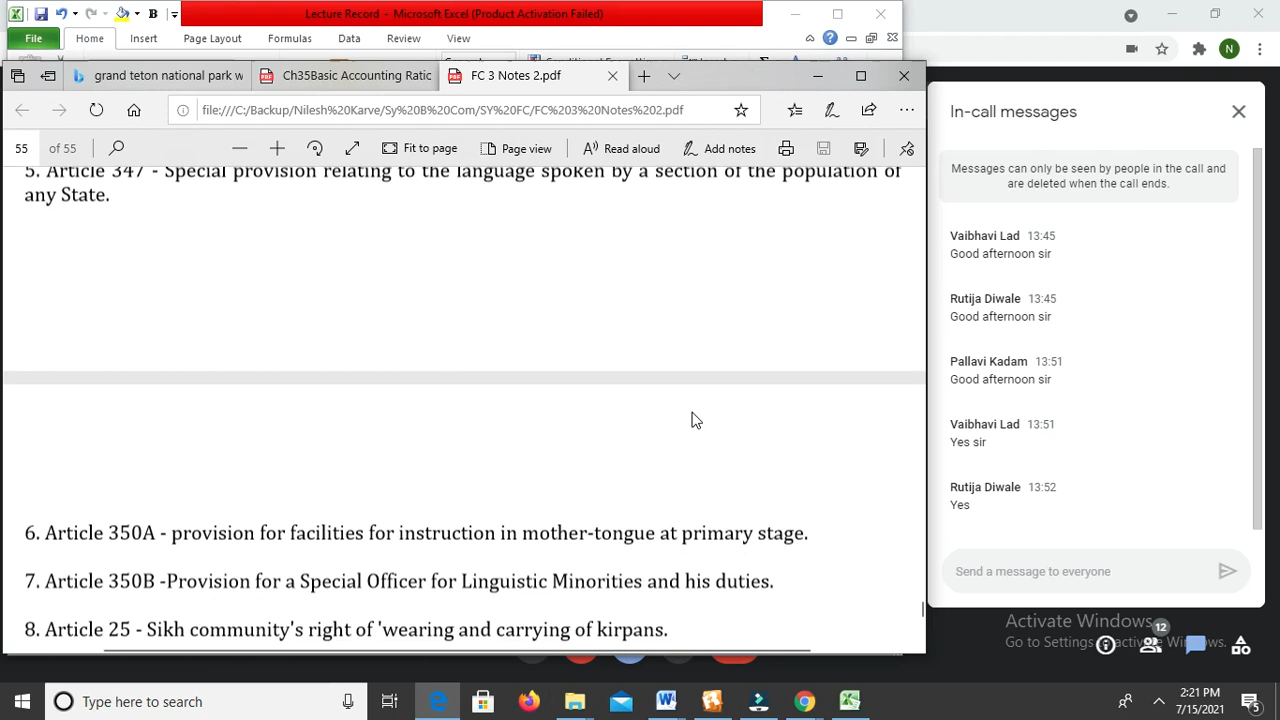 Lecture Record - Microsoft Excel (Product Activation Failed)
File Home Insert Page Layout Formulas Data Review View
grand teton national park w
Ch35Basic Accounting Ratio
FC 3 Notes 2.pdf
file:///C:/Backup/Nilesh%20Karve/Sy%20B%20Com/SY%20FC/FC%203%20Notes%202.pdf
55 of 55 Fit to page Page view Read aloud Add notes
5. Article 347 - Special provision relating to the language spoken by a section of the population of
any State.
6. Article 350A - provision for facilities for instruction in mother-tongue at primary stage.
7. Article 350B -Provision for a Special Officer for Linguistic Minorities and his duties.
8. Article 25 - Sikh community's right of 'wearing and carrying of kirpans.
N
In-call messages
Messages can only be seen by people in the call and
are deleted when the call ends.
Vaibhavi Lad 13:45
Good afternoon sir
Rutija Diwale 13:45
Good afternoon sir
Pallavi Kadam 13:51
Good afternoon sir
Vaibhavi Lad 13:51
Yes sir
Rutija Diwale 13:52
Yes
Send a message to everyone
Activate Windows
Go to Settings to activate Windows.
12
Type here to search
2:21 PM
7/15/2021
5